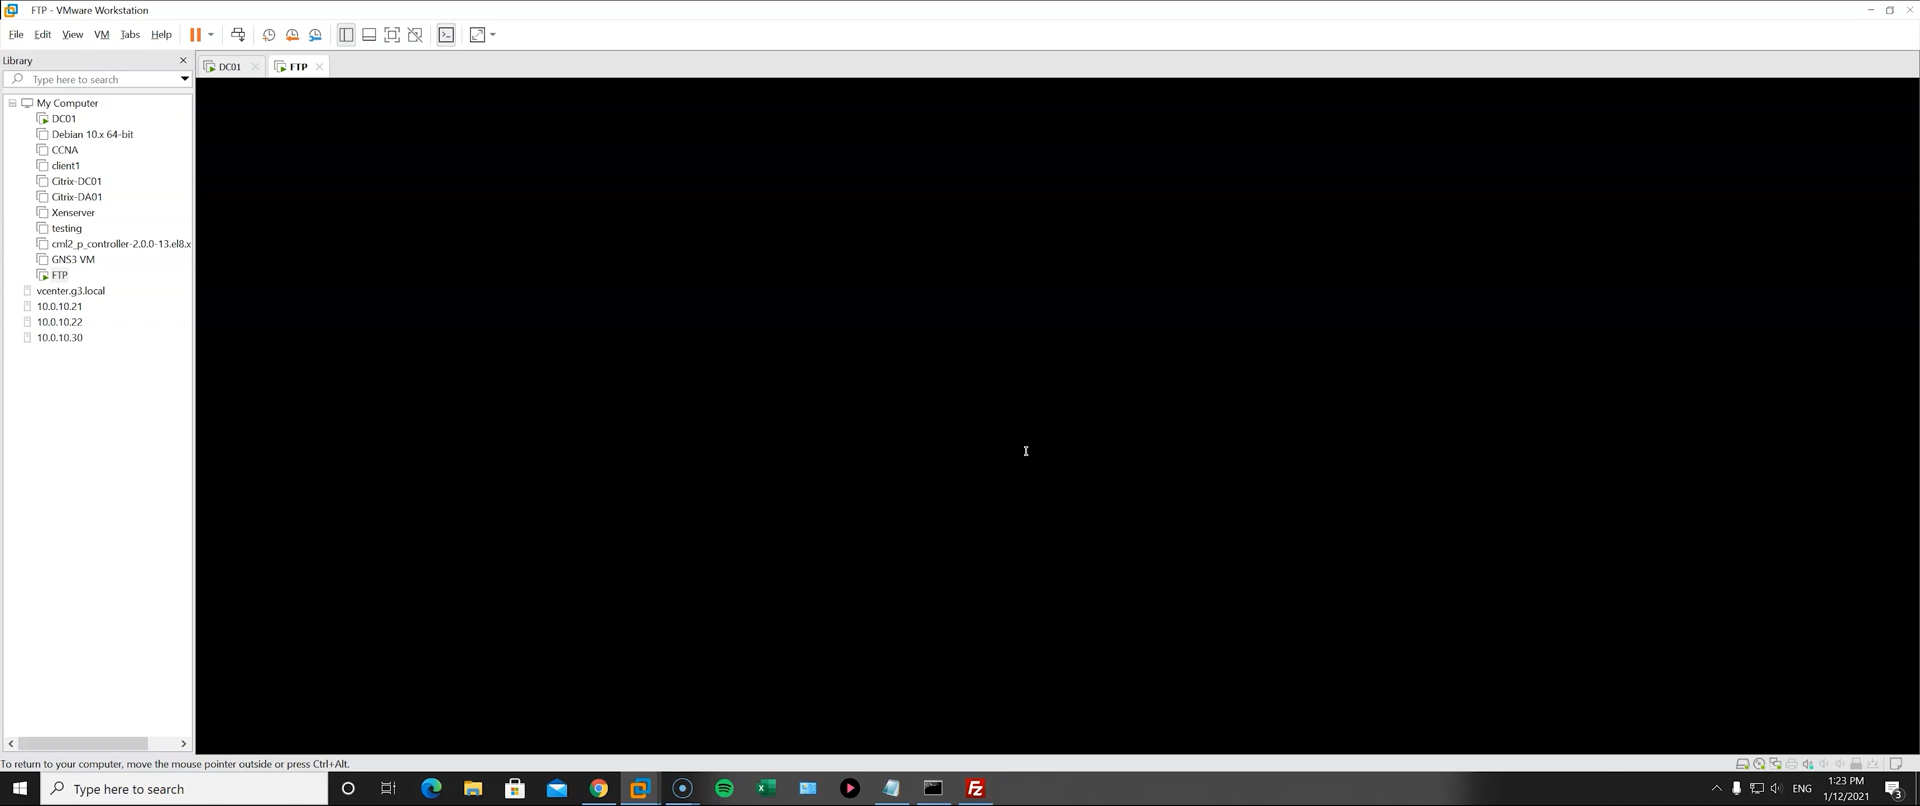 FTP - VMware Workstation
File Edit View VM Tabs Help
Library
Type here to search
DC01
FTP
My Computer
DC01
Debian 10.x 64-bit
CCNA
client1
Citrix-DC01
Citrix-DA01
Xenserver
testing
cml2_p_controller-2.0.0-13.el8.x
GNS3 VM
FTP
vcenter.g3.local
10.0.10.21
10.0.10.22
10.0.10.30
To return to your computer, move the mouse pointer outside or press Ctrl+Alt.
Type here to search
ENG
1:23 PM
1/12/2021
3